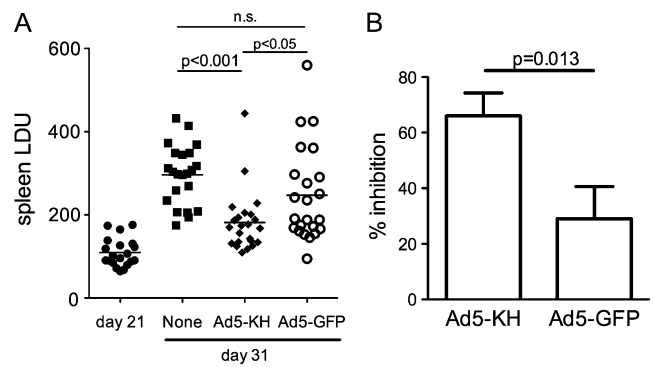 A
n.s.
p<0.05
p<0.001
600
400
200
0
spleen LDU
day 21
None
Ad5-KH
Ad5-GFP
day 31
B
p=0.013
80
60
40
20
0
% inhibition
Ad5-KH
Ad5-GFP